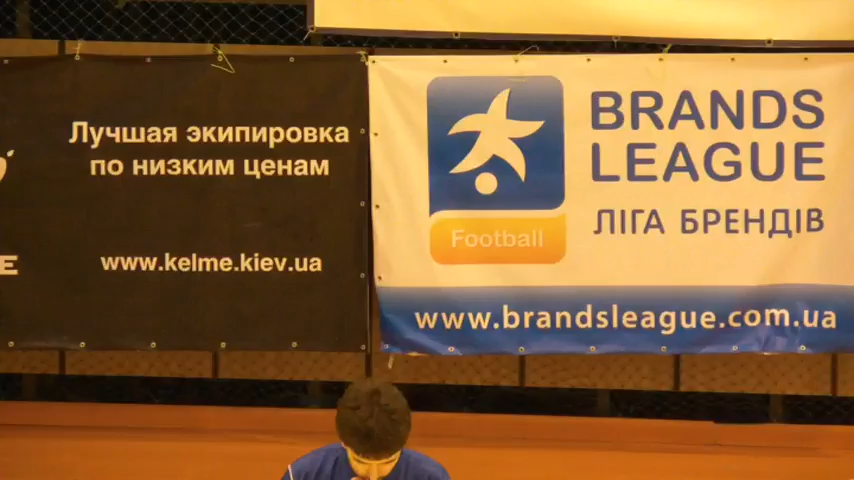 Лучшая экипировка
по низким ценам
www.kelme.kiev.ua
BRANDS
LEAGUE
ЛІГА БРЕНДІВ
Football
www.brandsleague.com.ua